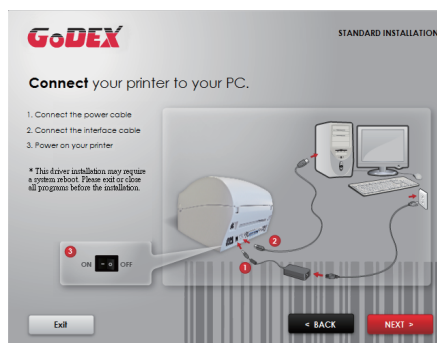 GoDEX
STANDARD INSTALLATION
Connect your printer to your PC.
1. Connect the power cable
2. Connect the interface cable
3. Power on your printer
* This driver installation may require
a system reboot. Please exit or close
all programs before the installation.
3
ON
OFF
2
1
Exit
< BACK
NEXT >